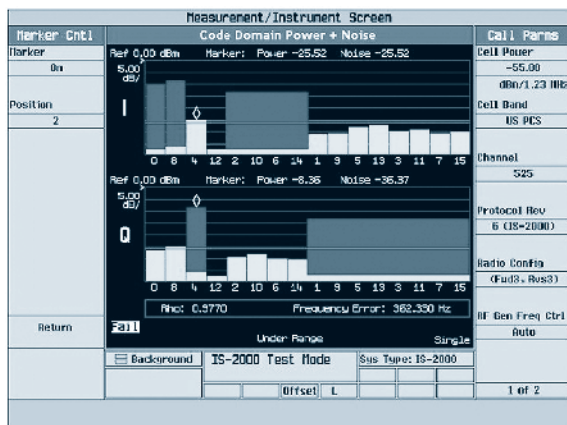 Measurement/Instrument Screen
Marker Cntl
Code Domain Power + Noise
Call Parms
Marker
On
Position
2
Return
Ref 0.00 dBm Marker: Power -25.52 Noise -25.52
5.00
dB/
I
0 8 4 12 2 10 6 14 1 9 5 13 3 11 7 15
Ref 0.00 dBm Marker: Power -8.36 Noise -36.37
5.00
dB/
Q
0 8 4 12 2 10 6 14 1 9 5 13 3 11 7 15
Rho: 0.9770 Frequency Error: 362.330 Hz
Fail
Under Range
Single
Cell Power
-55.00
dBm/1.23 MHz
Cell Band
US PCS
Channel
525
Protocol Rev
6 (IS-2000)
Radio Config
(Fwd3, Rvs3)
RF Gen Freq Ctrl
Auto
1 of 2
Background
IS-2000 Test Mode
Sys Type: IS-2000
Offset L